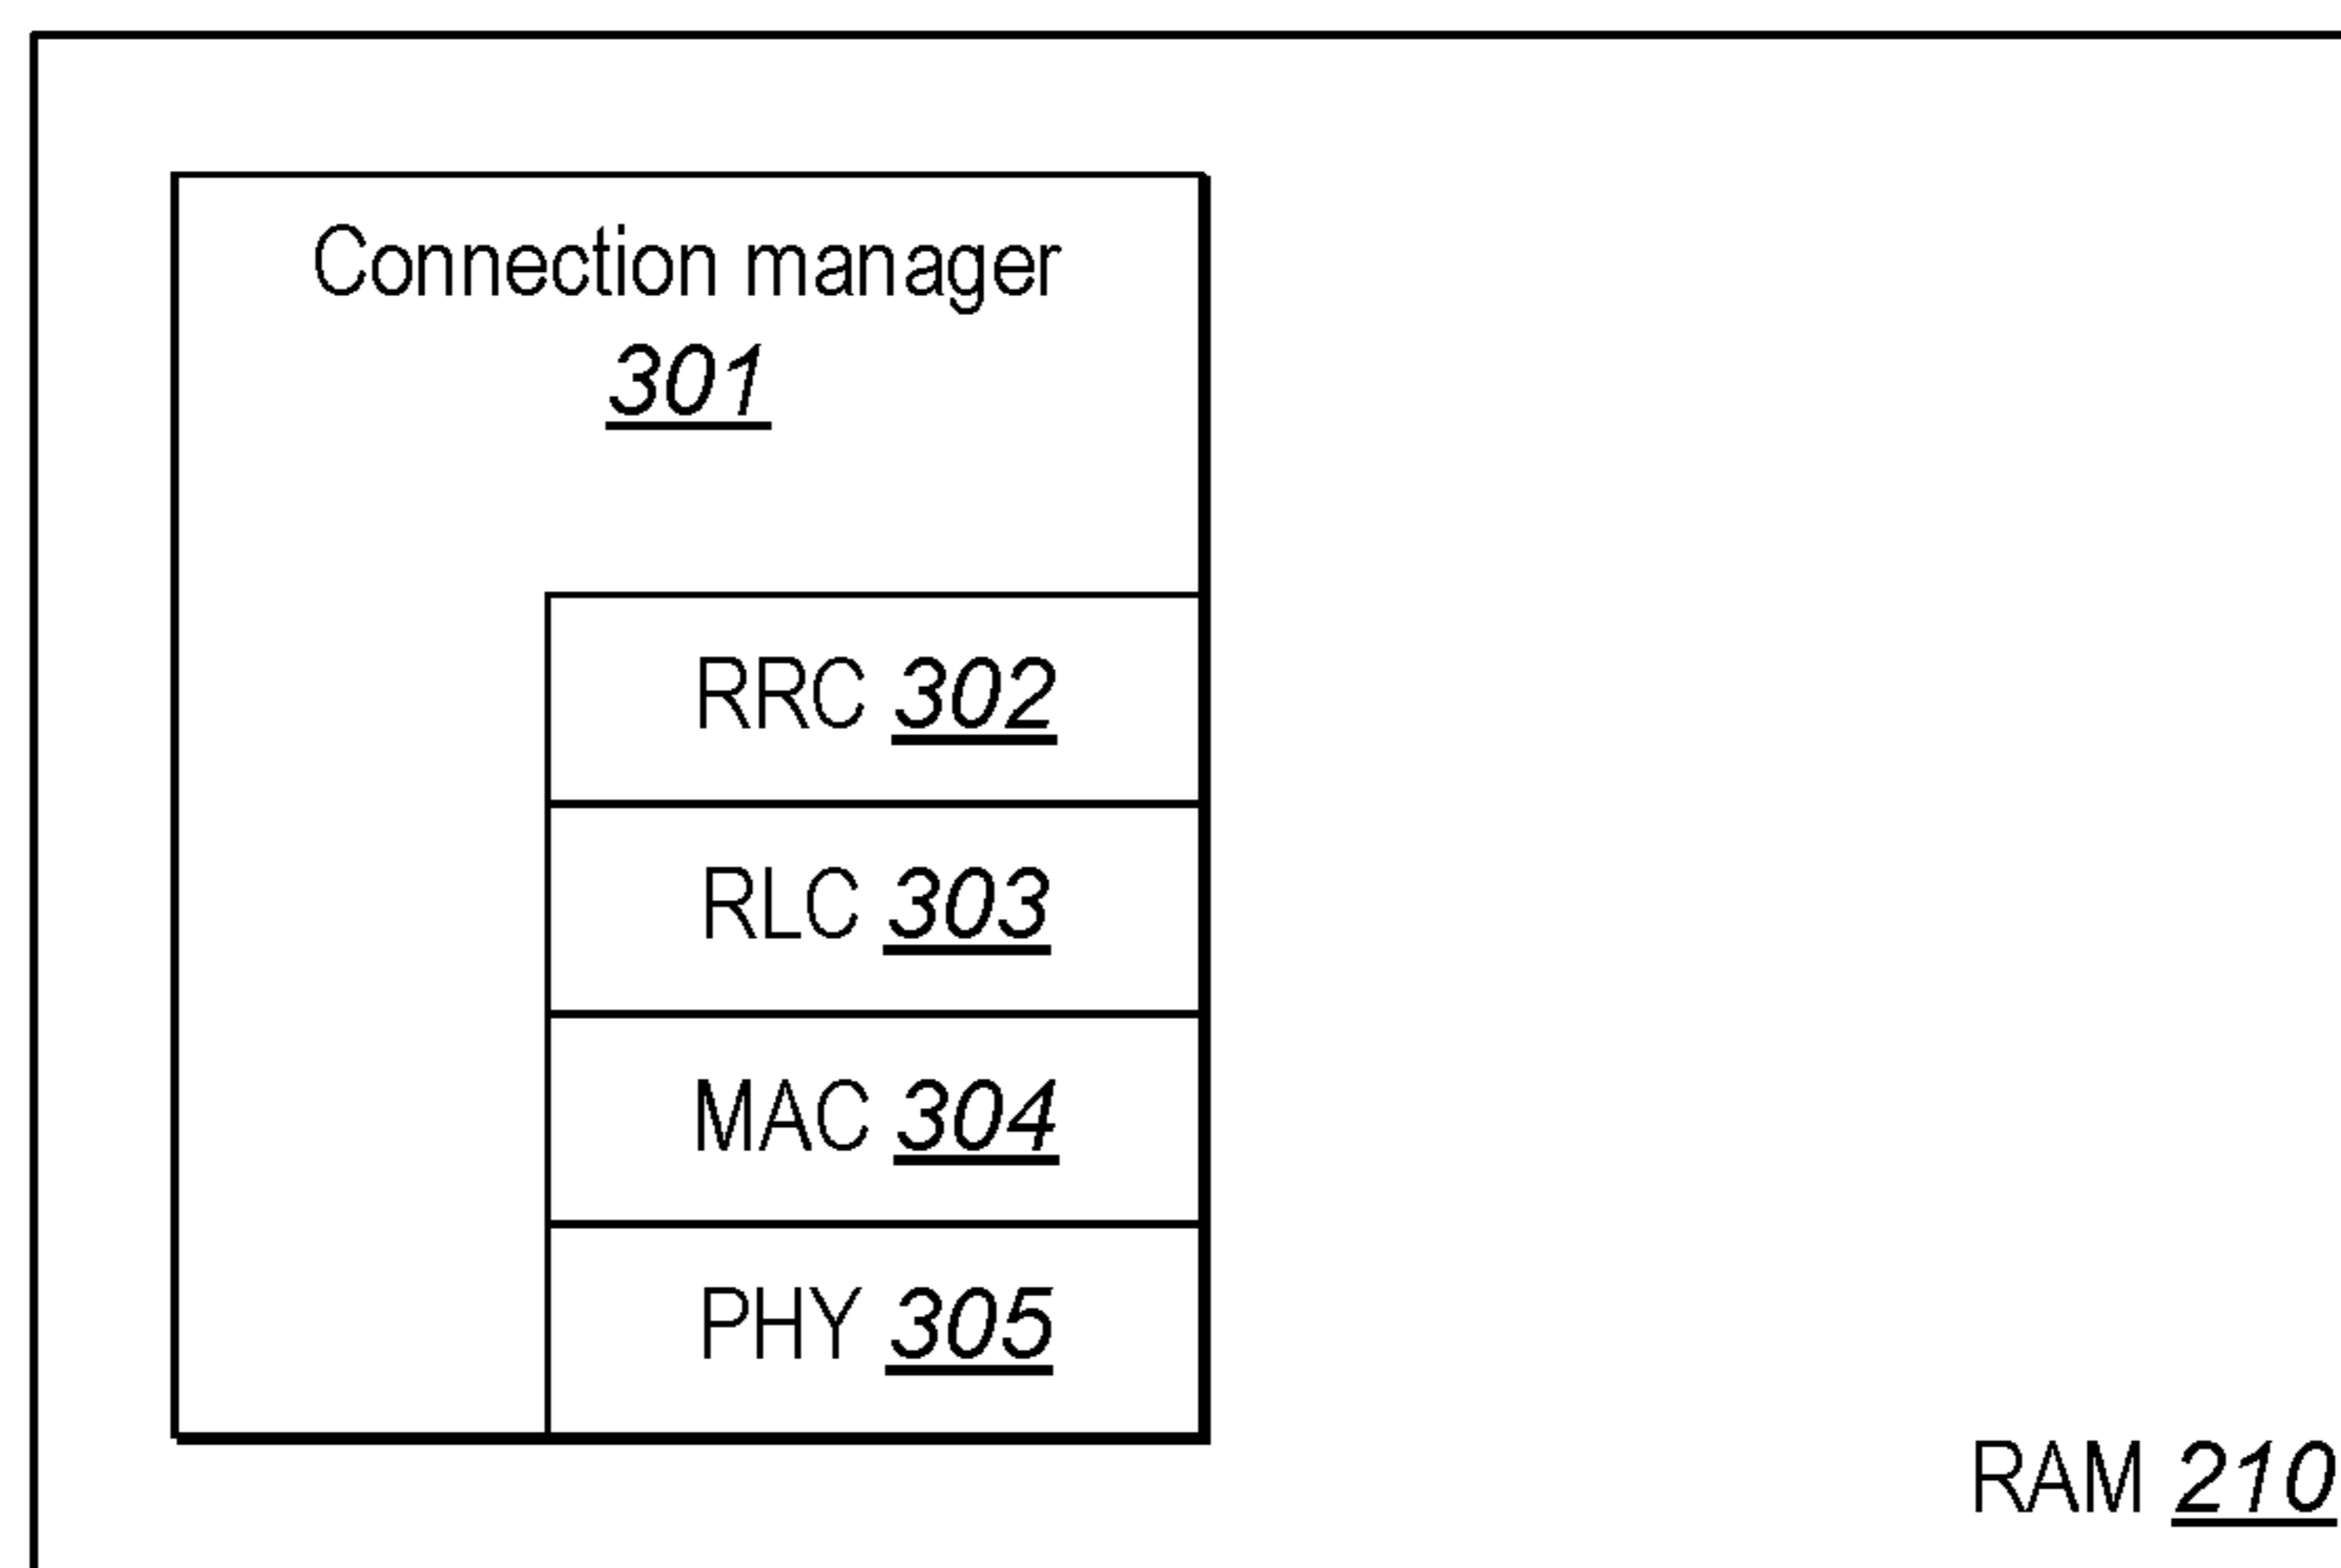 Connection manager
301
RRC 302
RLC 303
MAC 304
PHY 305
RAM 210